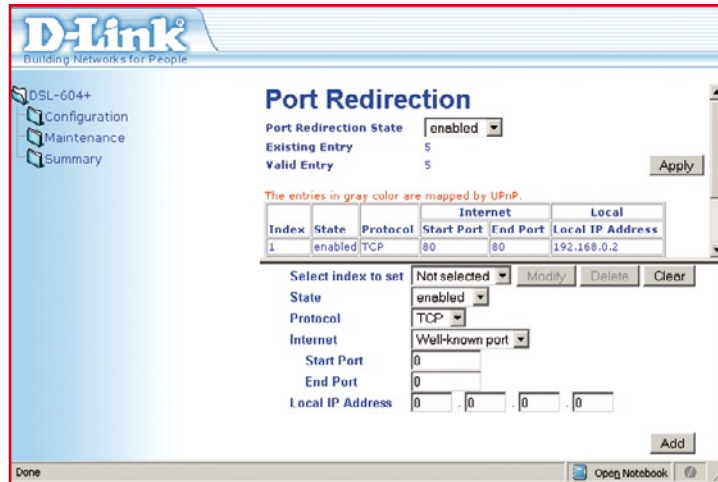 D-Link®
Building Networks for People
DSL-604+
Configuration
Maintenance
Summary
Port Redirection
Port Redirection State enabled
Existing Entry 5
Valid Entry 5
Apply
The entries in gray color are mapped by UPnP.
Internet Local
Index State Protocol Start Port End Port Local IP Address
1 enabled TCP 80 80 192.168.0.2
Select index to set Not selected Modify Delete Clear
State enabled
Protocol TCP
Internet Well-known port
Start Port 0
End Port 0
Local IP Address 0 . 0 . 0 . 0
Add
Done Open Notebook